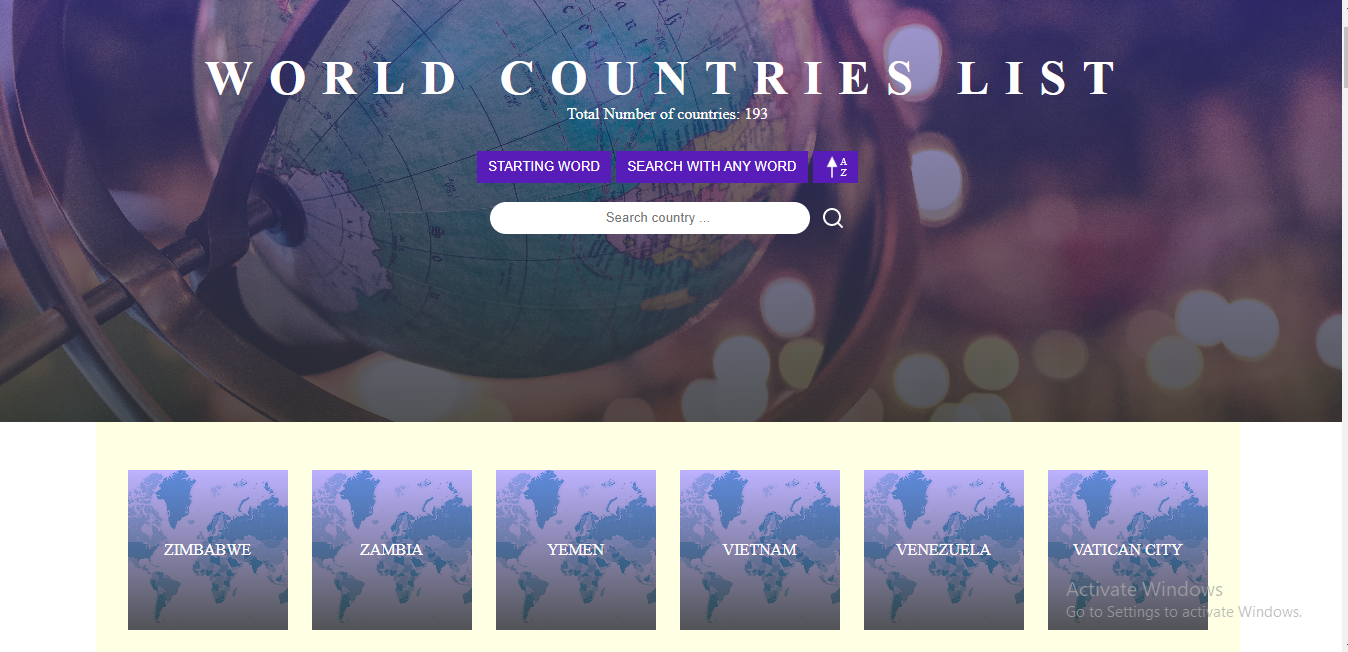 WORLD COUNTRIES LIST
Total Number of countries: 193
STARTING WORD
SEARCH WITH ANY WORD
A
Z
Search country ...
ZIMBABWE
ZAMBIA
YEMEN
VIETNAM
VENEZUELA
VATICAN CITY
Activate Windows
Go to Settings to activate Windows.